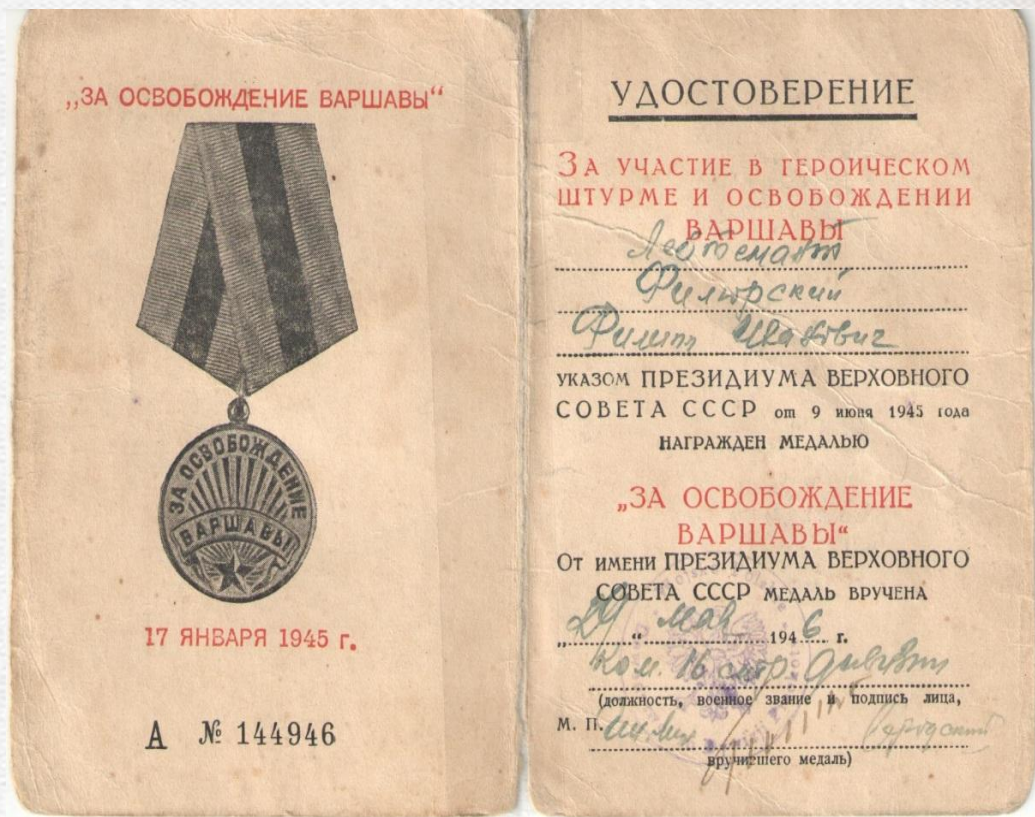 „ЗА ОСВОБОЖДЕНИЕ ВАРШАВЫ“
ЗА ОСВОБОЖДЕНИЕ
ВАРШАВЫ
17 ЯНВАРЯ 1945 г.
А № 144946
УДОСТОВЕРЕНИЕ
ЗА УЧАСТИЕ В ГЕРОИЧЕСКОМ
ШТУРМЕ И ОСВОБОЖДЕНИИ
ВАРШАВЫ
Филюрский
Филипп Иванович
УКАЗОМ ПРЕЗИДИУМА ВЕРХОВНОГО
СОВЕТА СССР от 9 июня 1945 года
НАГРАЖДЕН МЕДАЛЬЮ
„ЗА ОСВОБОЖДЕНИЕ
ВАРШАВЫ“
ОТ ИМЕНИ ПРЕЗИДИУМА ВЕРХОВНОГО
СОВЕТА СССР МЕДАЛЬ ВРУЧЕНА
мая 1946 г.
ком. 16 дивизии
(должность, военное звание и подпись лица,
М. П.
вручившего медаль)